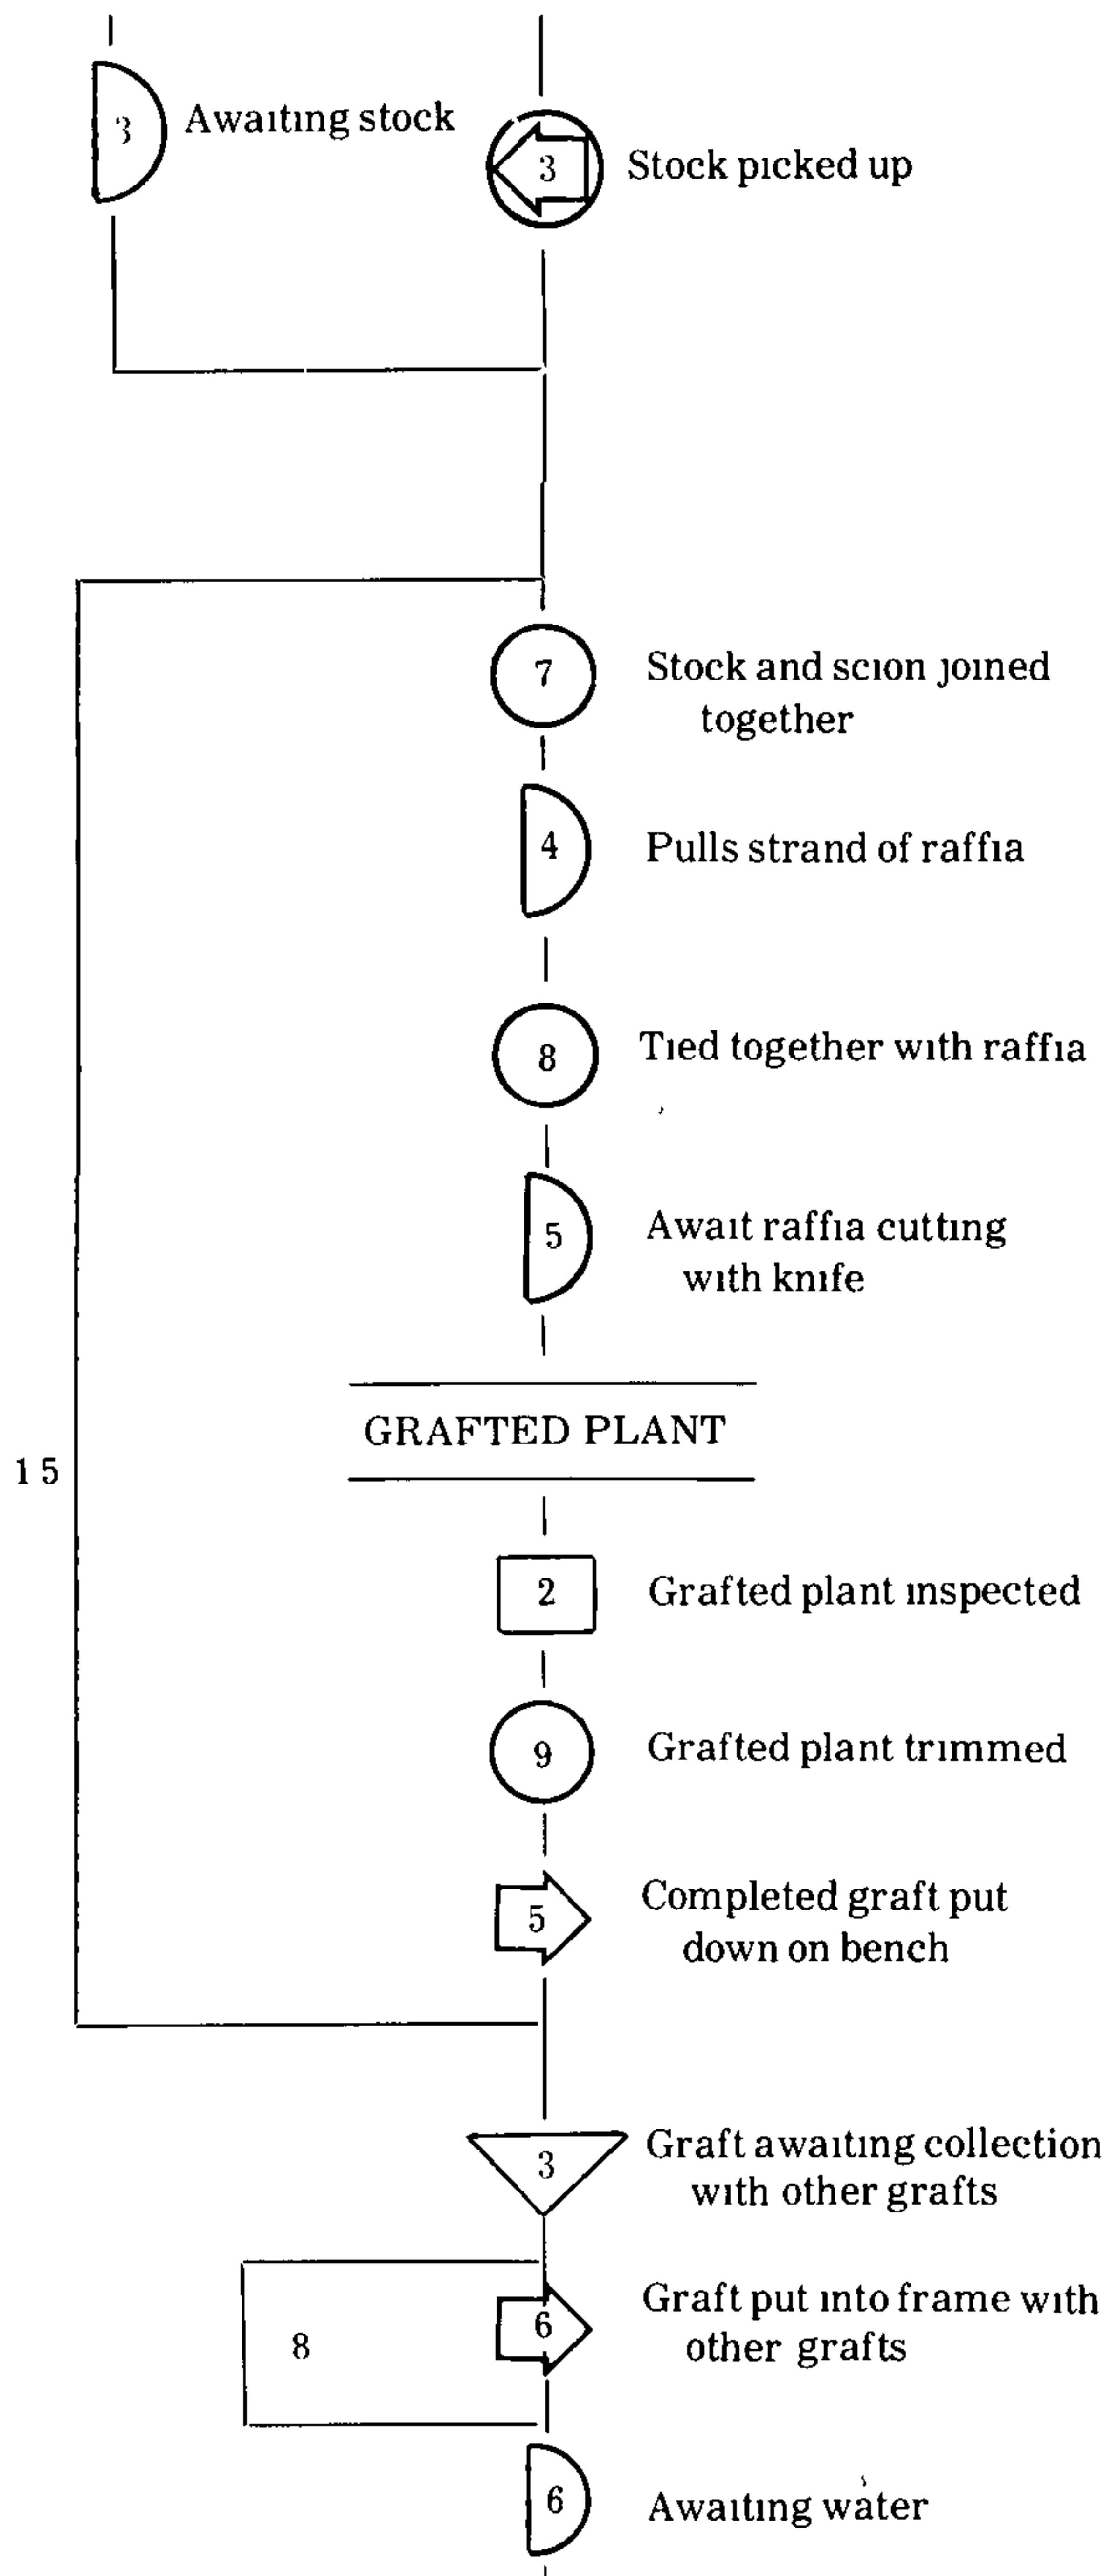 3 Awaiting stock
3 Stock picked up
7 Stock and scion joined
together
4 Pulls strand of raffia
8 Tied together with raffia
5 Await raffia cutting
with knife
GRAFTED PLANT
15
2 Grafted plant inspected
9 Grafted plant trimmed
5 Completed graft put
down on bench
3 Graft awaiting collection
with other grafts
6 Graft put into frame with
other grafts
8
6 Awaiting water